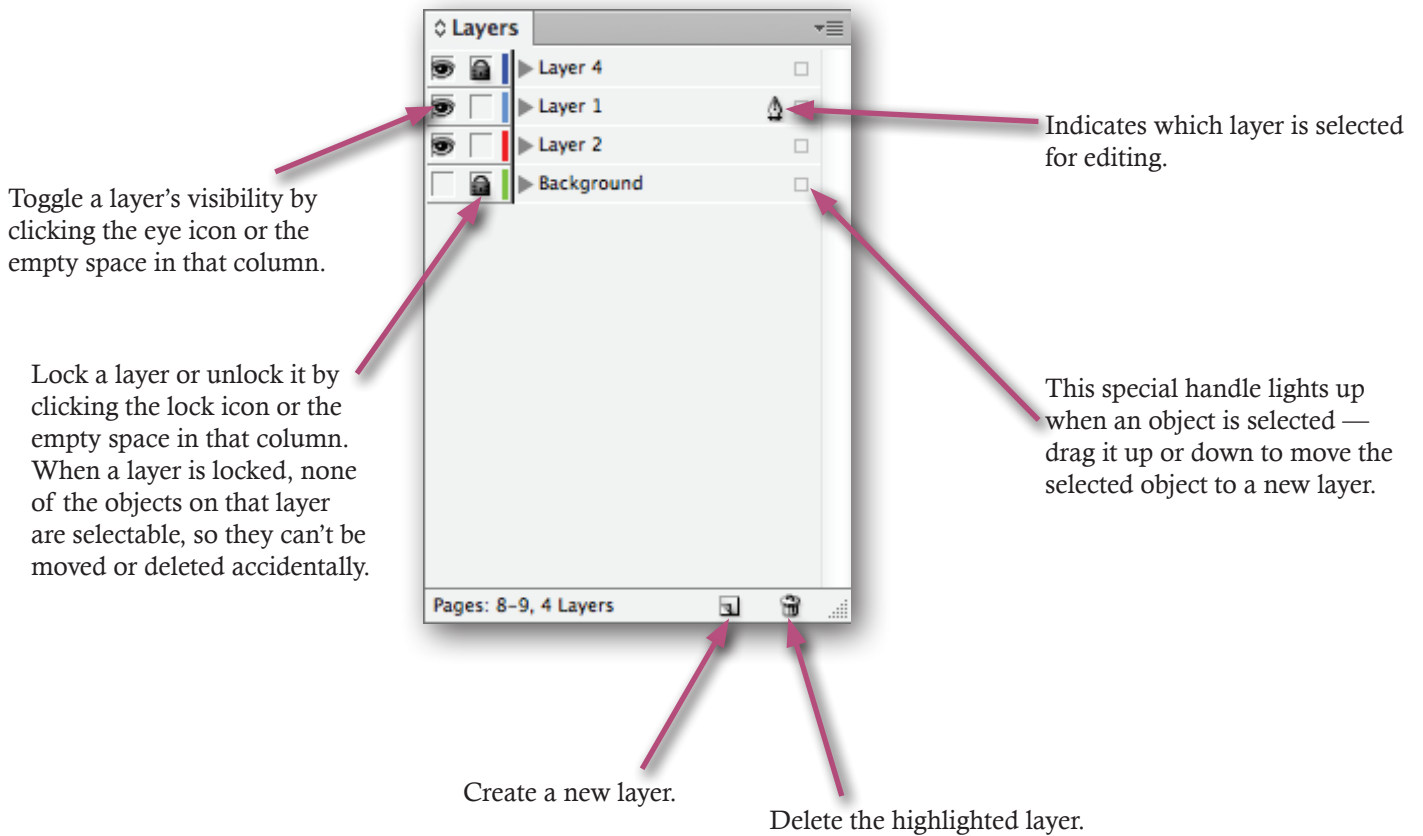 Layers
Layer 4
Layer 1
Layer 2
Background
Pages: 8-9, 4 Layers
Toggle a layer’s visibility by
clicking the eye icon or the
empty space in that column.
Lock a layer or unlock it by
clicking the lock icon or the
empty space in that column.
When a layer is locked, none
of the objects on that layer
are selectable, so they can’t be
moved or deleted accidentally.
Indicates which layer is selected
for editing.
This special handle lights up
when an object is selected —
drag it up or down to move the
selected object to a new layer.
Create a new layer.
Delete the highlighted layer.